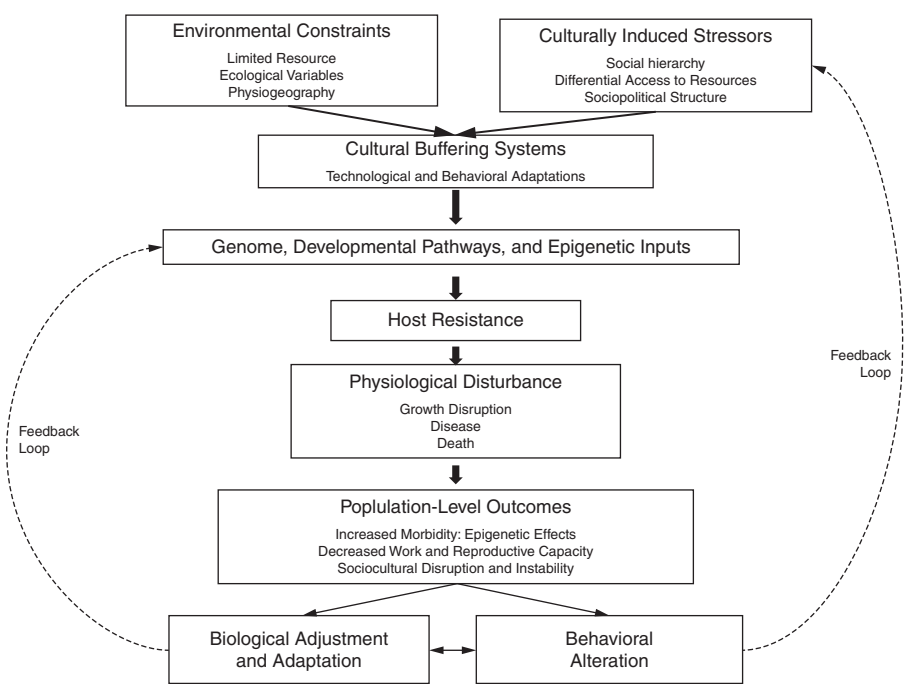 Environmental Constraints
Limited Resource
Ecological Variables
Physiogeography
Culturally Induced Stressors
Social hierarchy
Differential Access to Resources
Sociopolitical Structure
Cultural Buffering Systems
Technological and Behavioral Adaptations
Genome, Developmental Pathways, and Epigenetic Inputs
Host Resistance
Physiological Disturbance
Growth Disruption
Disease
Death
Feedback
Loop
Feedback
Loop
Poplulation-Level Outcomes
Increased Morbidity: Epigenetic Effects
Decreased Work and Reproductive Capacity
Sociocultural Disruption and Instability
Biological Adjustment
and Adaptation
Behavioral
Alteration